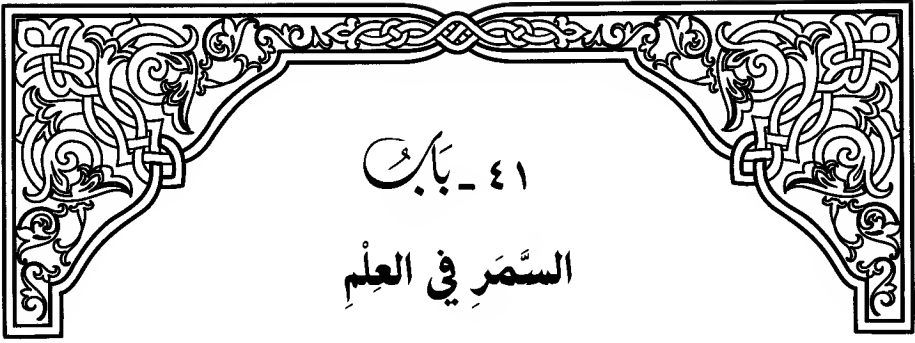 ٤١ - بَابُ
السَّمَرِ فِي العِلْمِ